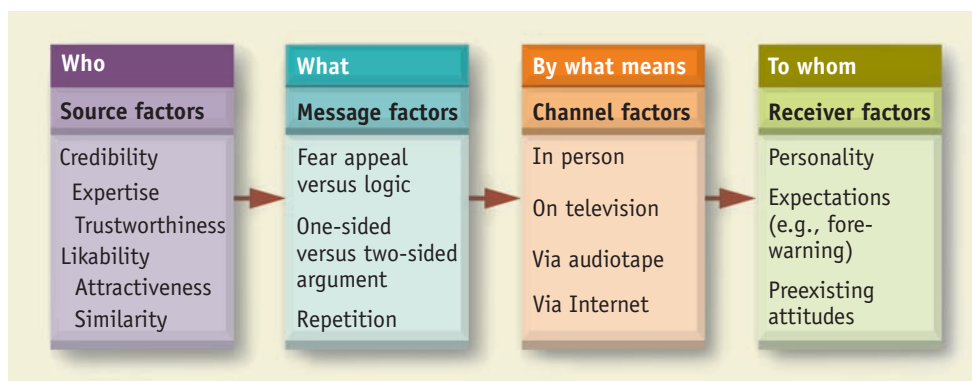 Who
Source factors
Credibility
Expertise
Trustworthiness
Likability
Attractiveness
Similarity
What
Message factors
Fear appeal
versus logic
One-sided
versus two-sided
argument
Repetition
By what means
Channel factors
In person
On television
Via audiotape
Via Internet
To whom
Receiver factors
Personality
Expectations
(e.g., fore-
warning)
Preexisting
attitudes